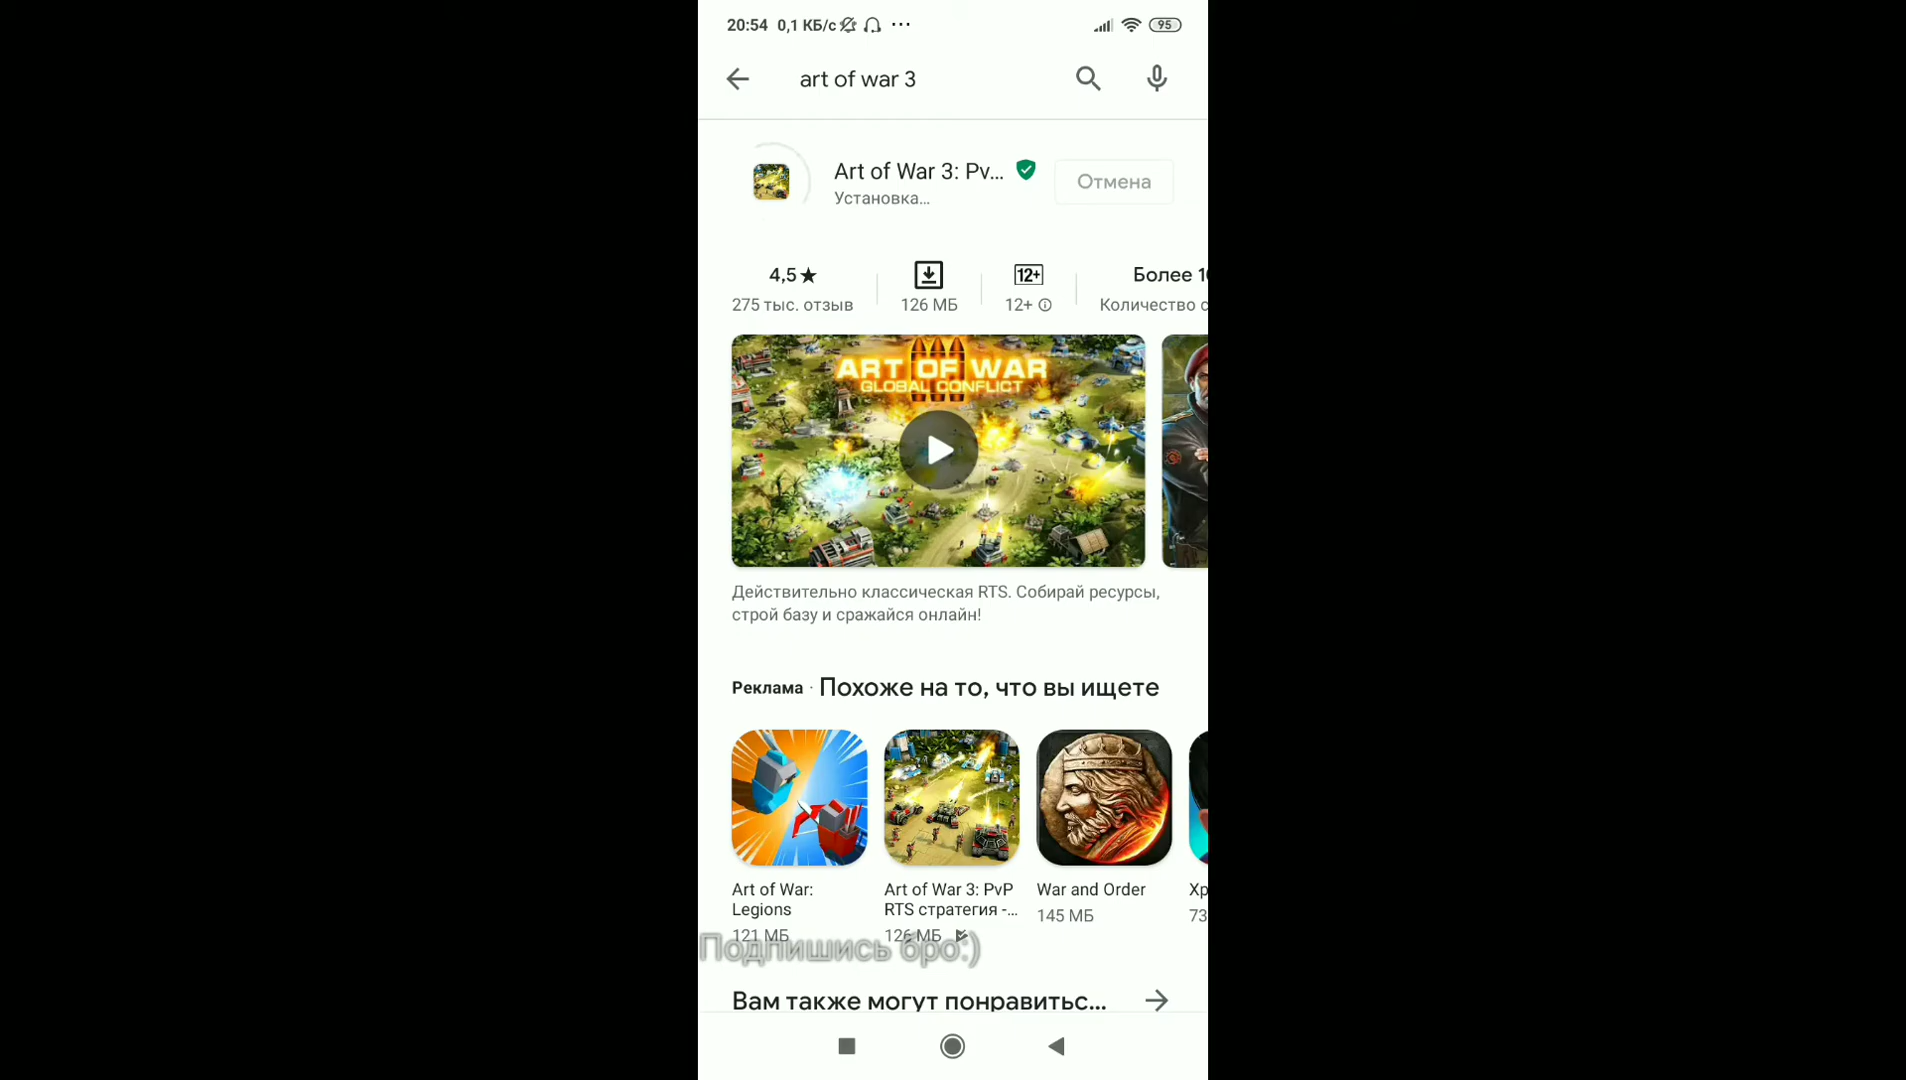 20:54 0,1 КБ/с ... 95
art of war 3
Art of War 3: Pv...
Установка...
Отмена
4,5★
275 тыс. отзыв
126 МБ
12+
12+
Более 1
Количество с
ART OF WAR
GLOBAL CONFLICT
Действительно классическая RTS. Собирай ресурсы,
строй базу и сражайся онлайн!
Реклама · Похоже на то, что вы ищете
Art of War:
Legions
121 МБ
Art of War 3: PvP
RTS стратегия -...
126 МБ
War and Order
145 МБ
Хр
73
Подпишись бро:)
Вам также могут понравитьс...